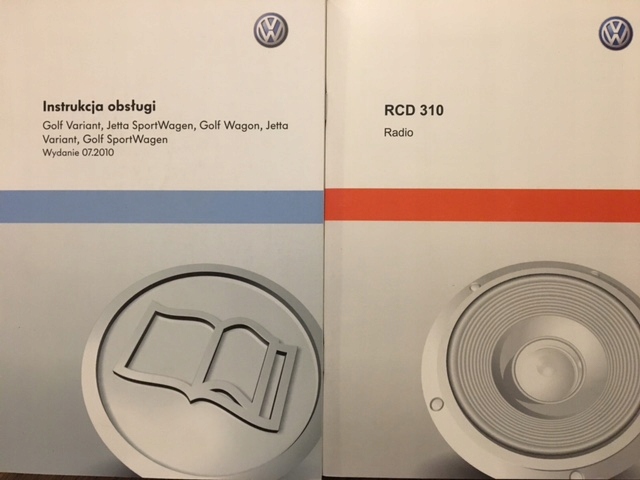 Instrukcja obsługi
Golf Variant, Jetta SportWagen, Golf Wagon, Jetta
Variant, Golf SportWagen
Wydanie 07.2010
RCD 310
Radio